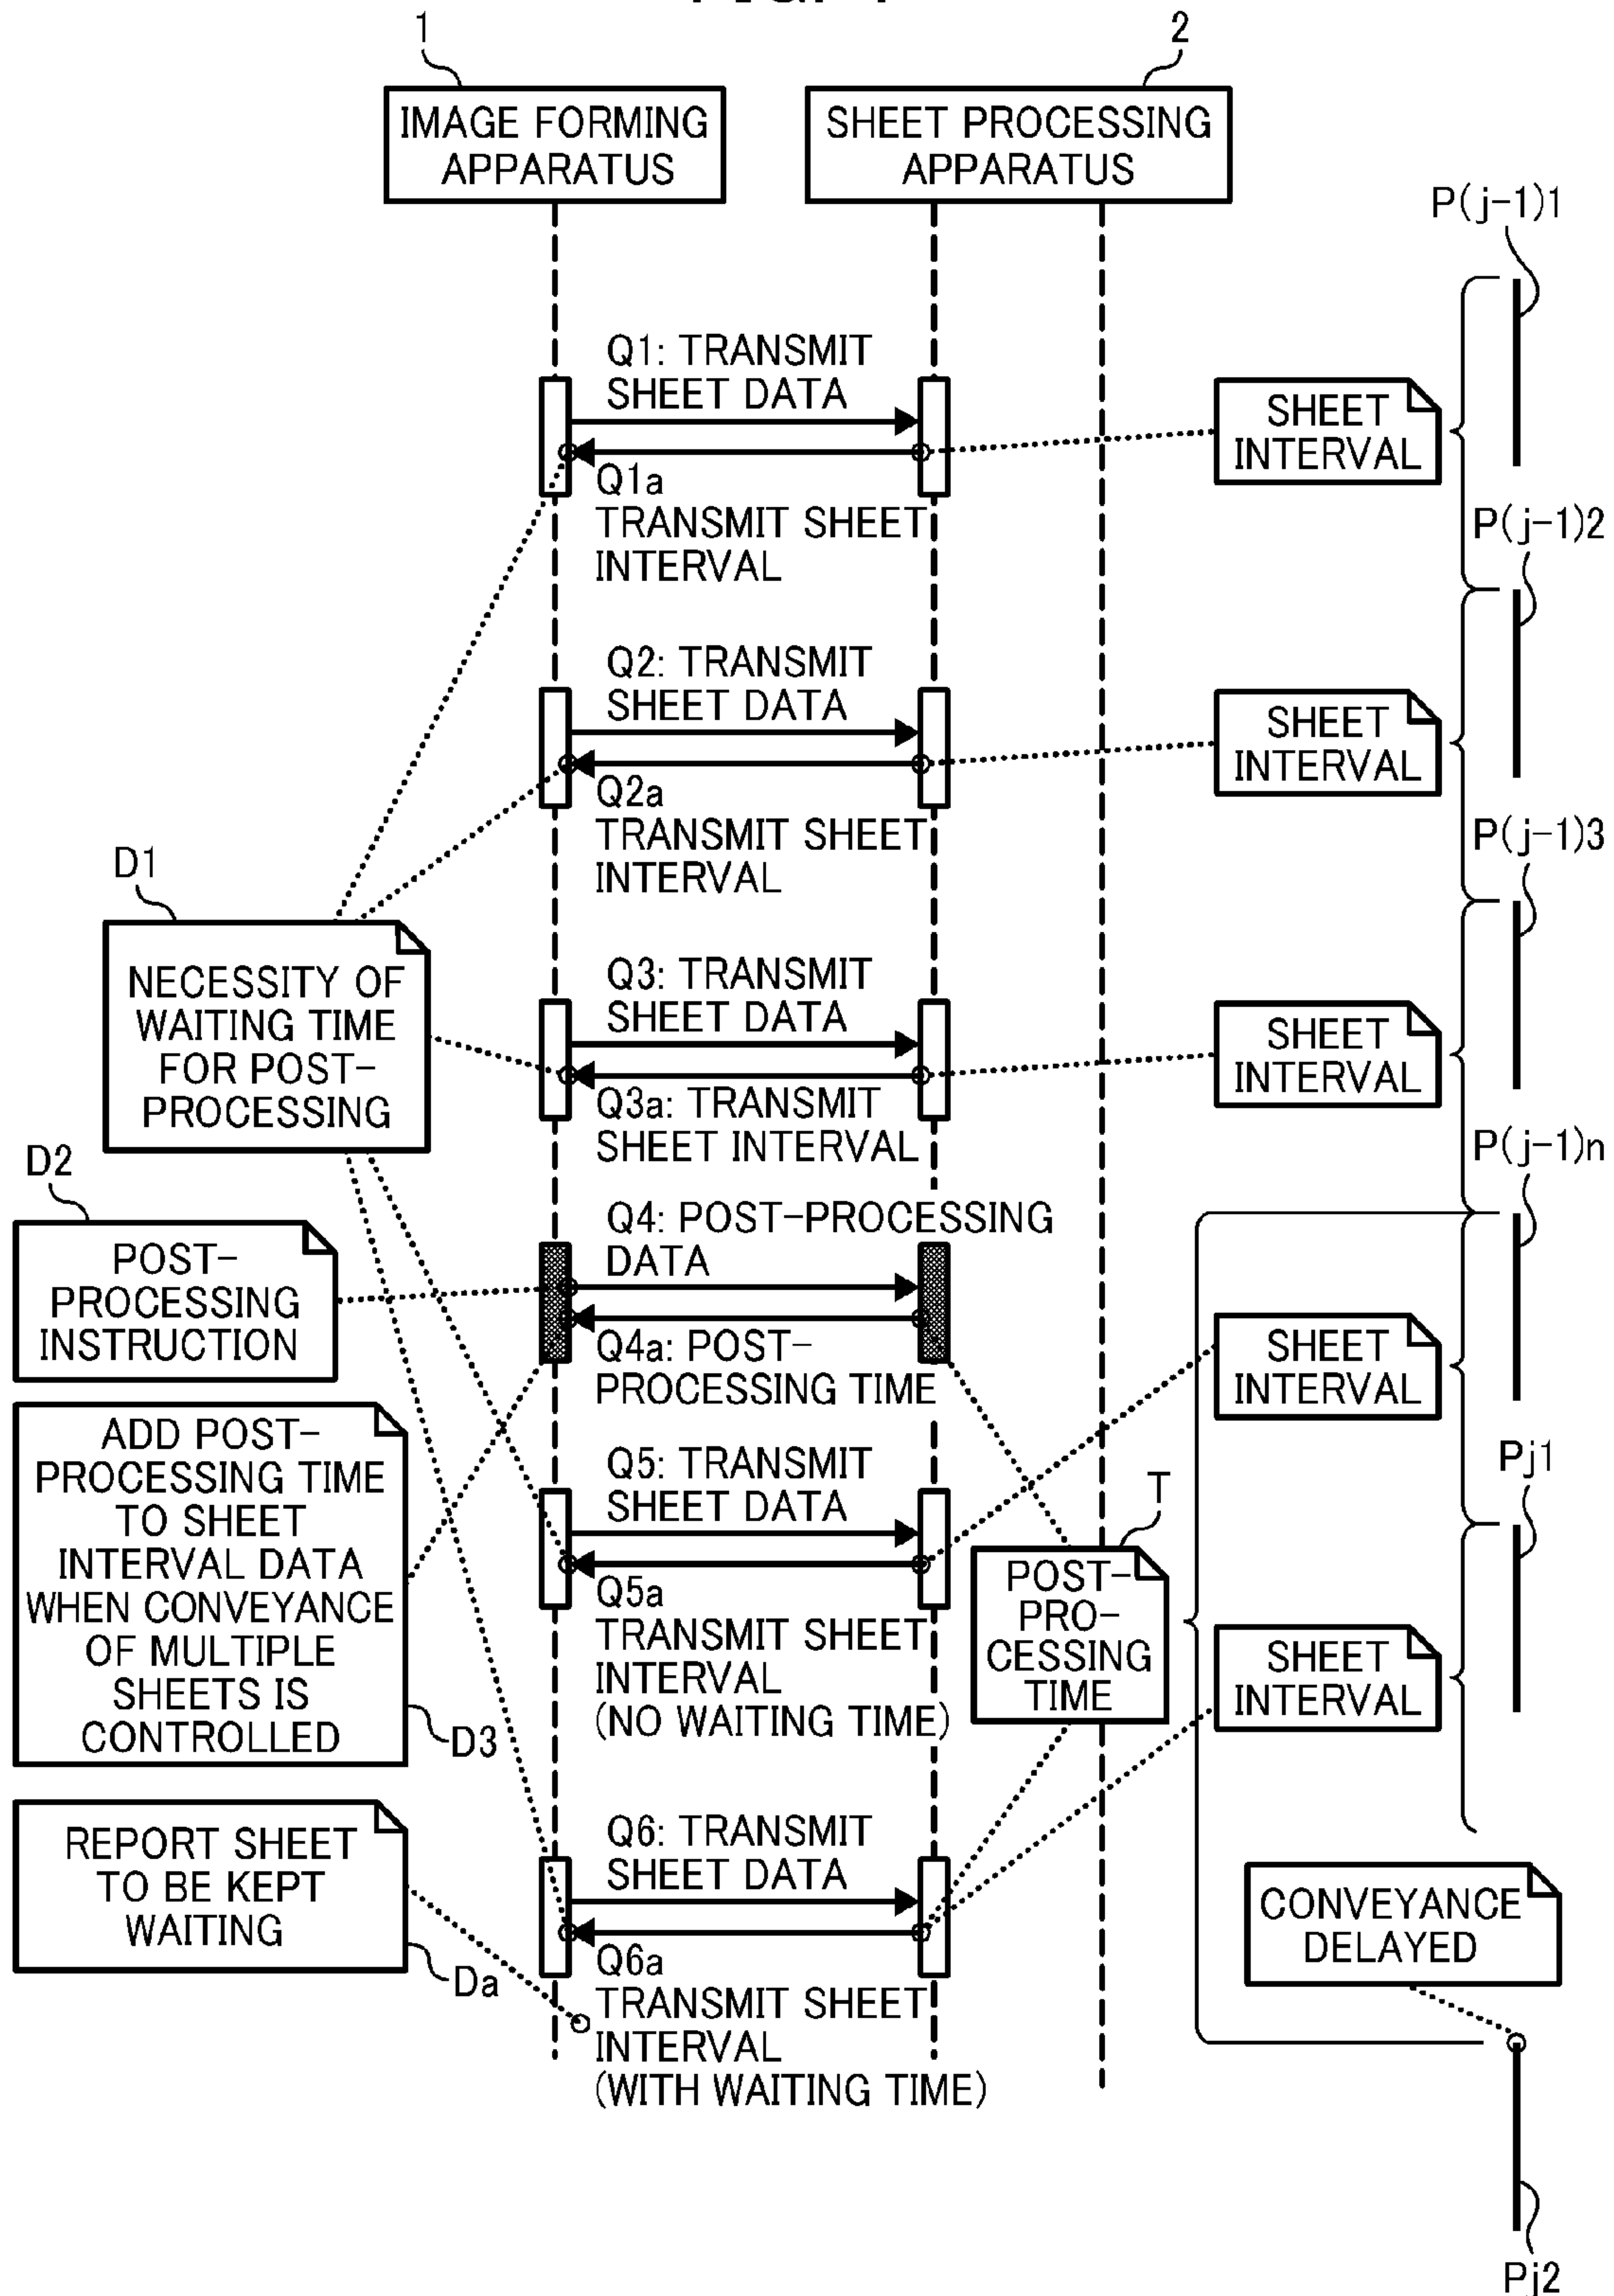 1
2
IMAGE FORMING
APPARATUS
SHEET PROCESSING
APPARATUS
P(j-1)1
Q1: TRANSMIT
SHEET DATA
SHEET
INTERVAL
Q1a
TRANSMIT SHEET
INTERVAL
P(j-1)2
Q2: TRANSMIT
SHEET DATA
SHEET
INTERVAL
Q2a
TRANSMIT SHEET
INTERVAL
P(j-1)3
D1
NECESSITY OF
WAITING TIME
FOR POST-
PROCESSING
Q3: TRANSMIT
SHEET DATA
SHEET
INTERVAL
Q3a: TRANSMIT
SHEET INTERVAL
P(j-1)n
D2
POST-
PROCESSING
INSTRUCTION
Q4: POST-PROCESSING
DATA
Q4a: POST-
PROCESSING TIME
SHEET
INTERVAL
ADD POST-
PROCESSING TIME
TO SHEET
INTERVAL DATA
WHEN CONVEYANCE
OF MULTIPLE
SHEETS IS
CONTROLLED
D3
Q5: TRANSMIT
SHEET DATA
Pj1
T
Q5a
TRANSMIT SHEET
INTERVAL
(NO WAITING TIME)
POST-
PRO-
CESSING
TIME
SHEET
INTERVAL
REPORT SHEET
TO BE KEPT
WAITING
Da
Q6: TRANSMIT
SHEET DATA
Q6a
TRANSMIT SHEET
INTERVAL
(WITH WAITING TIME)
CONVEYANCE
DELAYED
Pj2